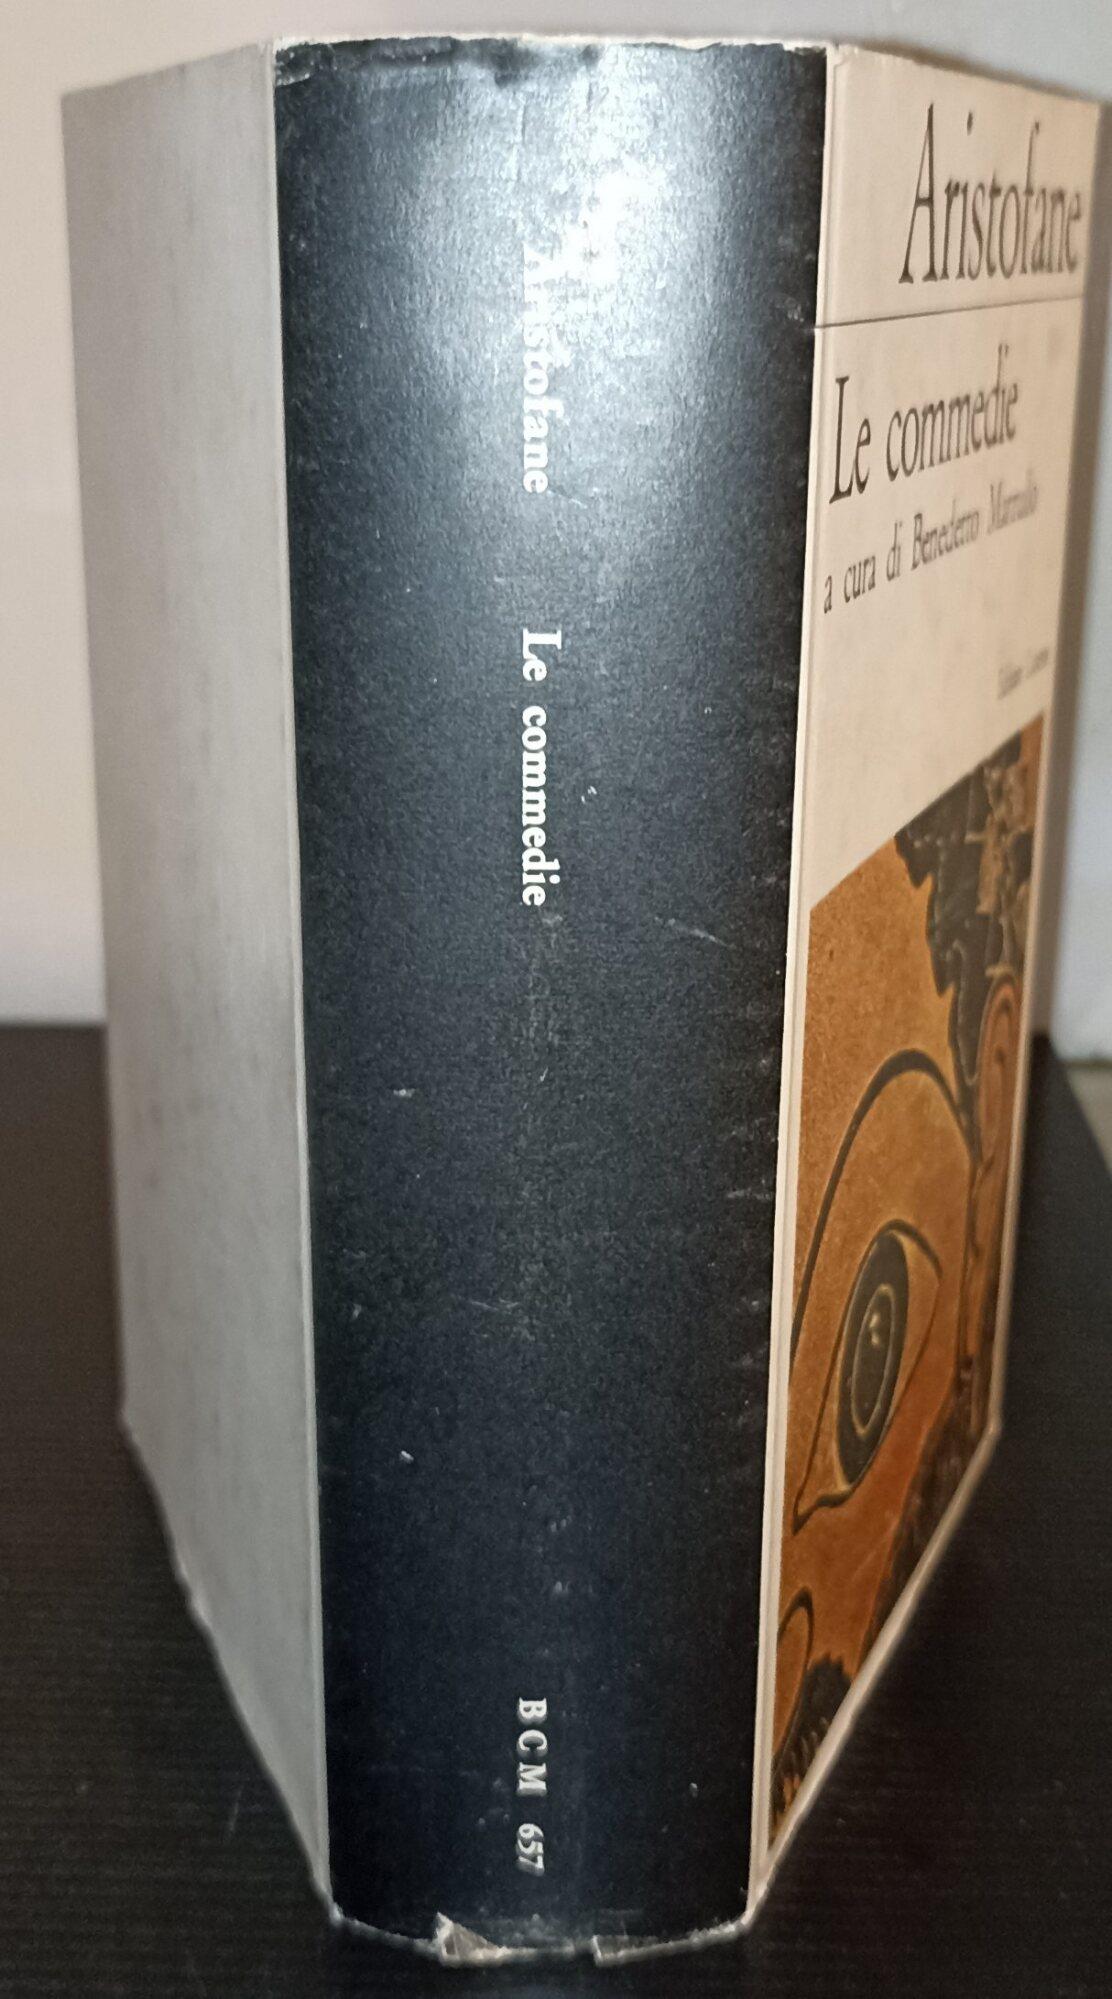 Aristofane
Le commedie
BCM 657
Aristofane
Le commedie
a cura di Benedetto Marzullo